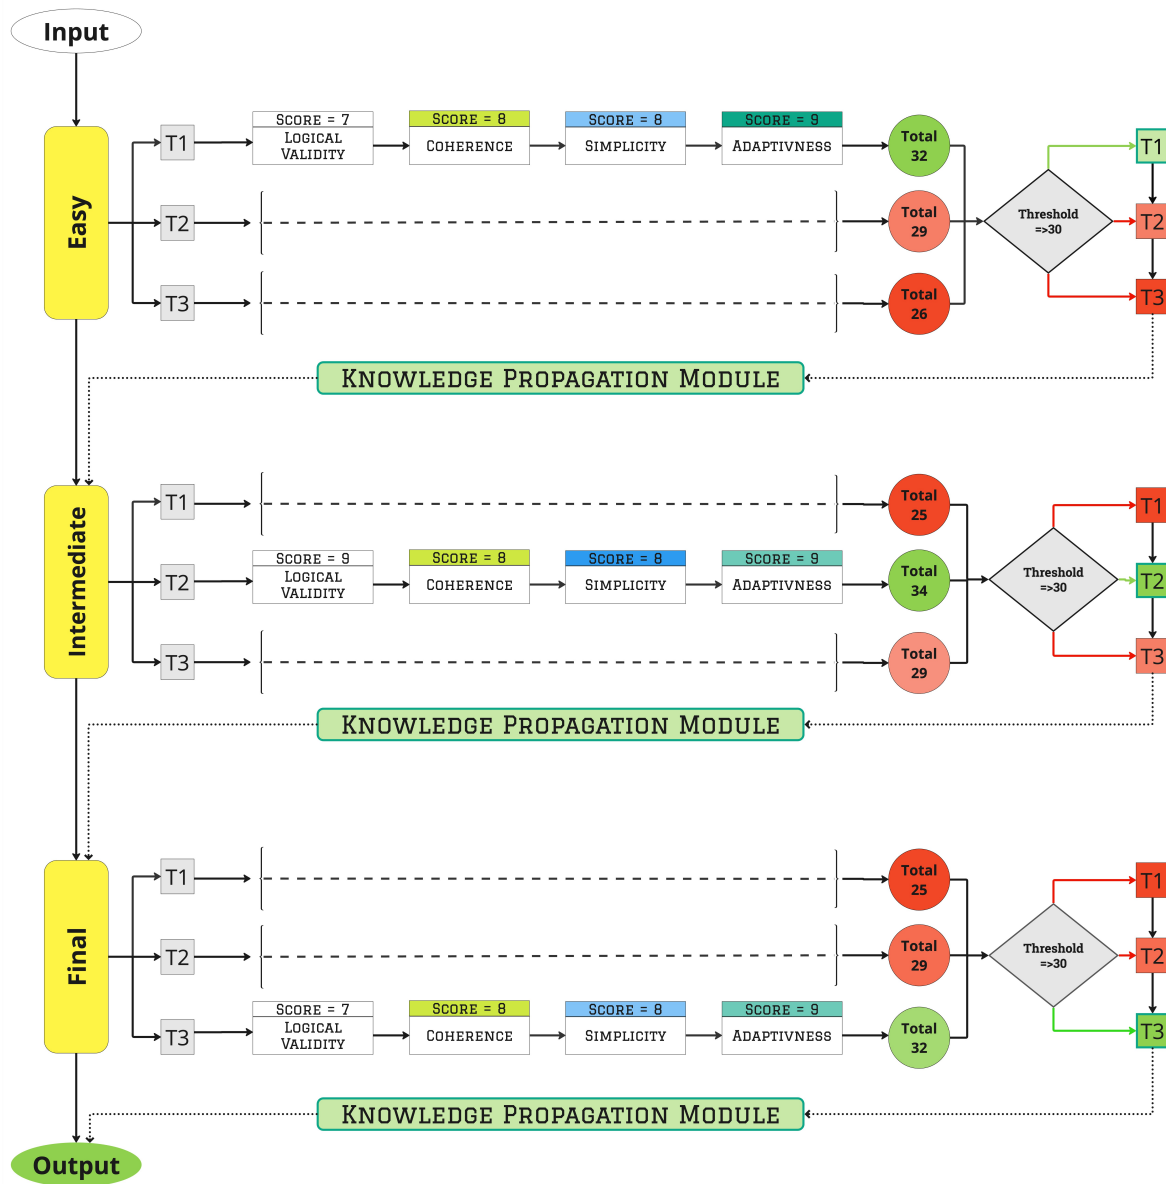 Input
Easy
T1
Score = 7
Logical
Validity
Score = 8
Coherence
Score = 8
Simplicity
Score = 9
Adaptivness
Total
32
T2
Total
29
T3
Total
26
Threshold
=>30
T1
T2
T3
Knowledge Propagation Module
Intermediate
T1
Total
25
T2
Score = 9
Logical
Validity
Score = 8
Coherence
Score = 8
Simplicity
Score = 9
Adaptivness
Total
34
T3
Total
29
Threshold
=>30
T1
T2
T3
Knowledge Propagation Module
Final
T1
Total
25
T2
Total
29
T3
Score = 7
Logical
Validity
Score = 8
Coherence
Score = 8
Simplicity
Score = 9
Adaptivness
Total
32
Threshold
=>30
T1
T2
T3
Knowledge Propagation Module
Output